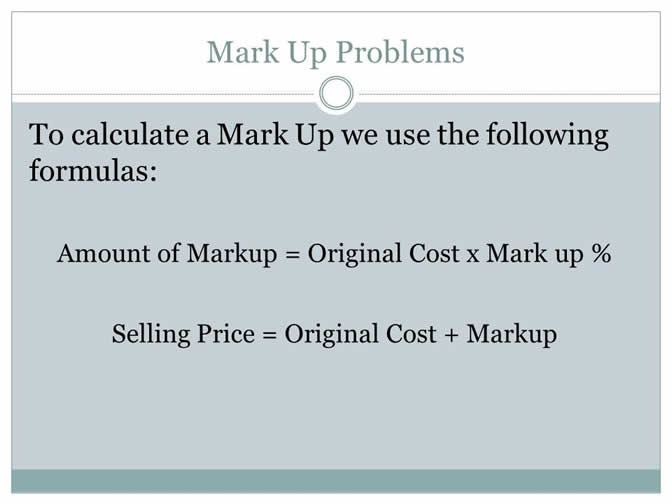 Mark Up Problems
To calculate a Mark Up we use the following
formulas:
Amount of Markup = Original Cost x Mark up %
Selling Price = Original Cost + Markup